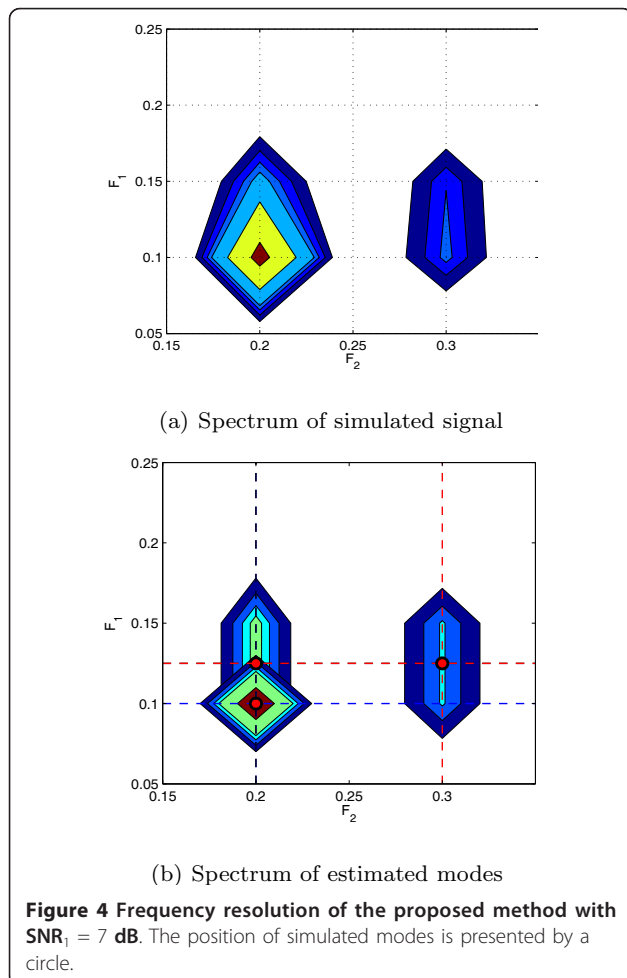 0.25
0.2
F1
0.15
0.1
0.05
0.15 0.2 0.25 0.3
F2
(a) Spectrum of simulated signal
0.25
0.2
F1
0.15
0.1
0.05
0.15 0.2 0.25 0.3
F2
(b) Spectrum of estimated modes
Figure 4 Frequency resolution of the proposed method with
SNR1 = 7 dB. The position of simulated modes is presented by a
circle.